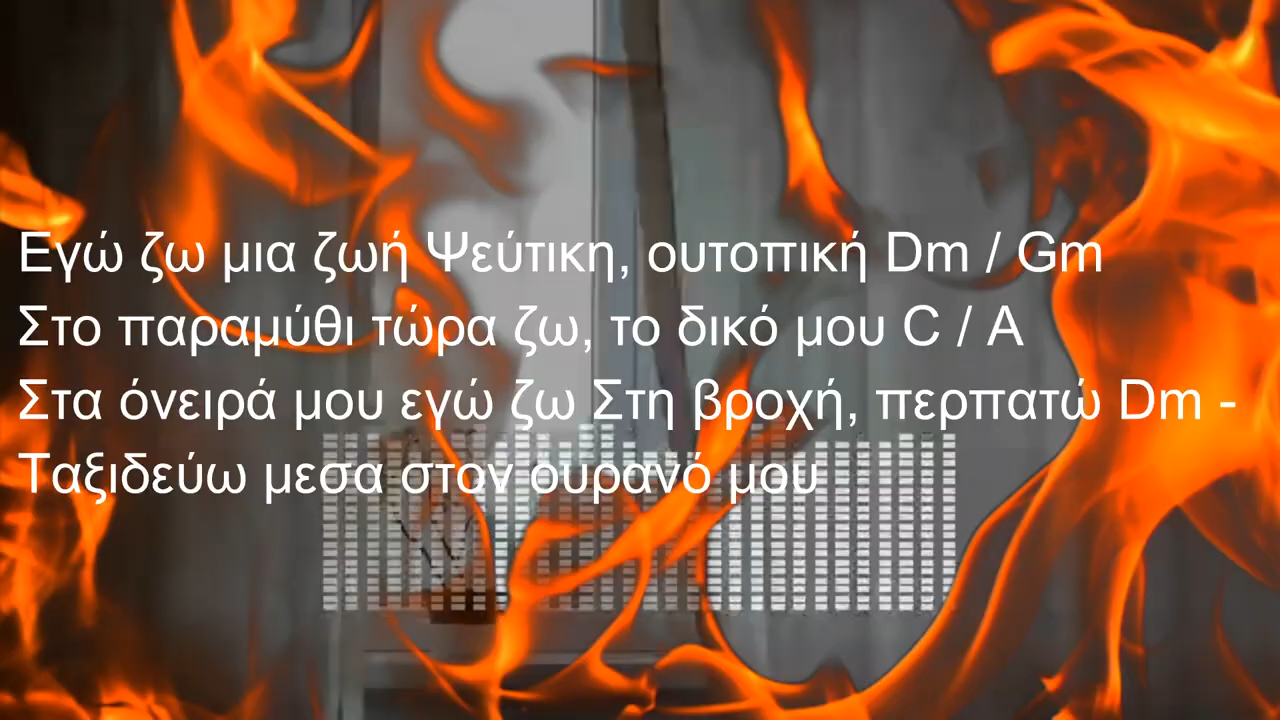 Εγώ ζω μια ζωή Ψεύτικη, ουτοπική Dm / Gm
Στο παραμύθι τώρα ζω, το δικό μου C / A
Στα όνειρά μου εγώ ζω Στη βροχή, περπατώ Dm -
Ταξιδεύω μεσα στον ουρανό μου